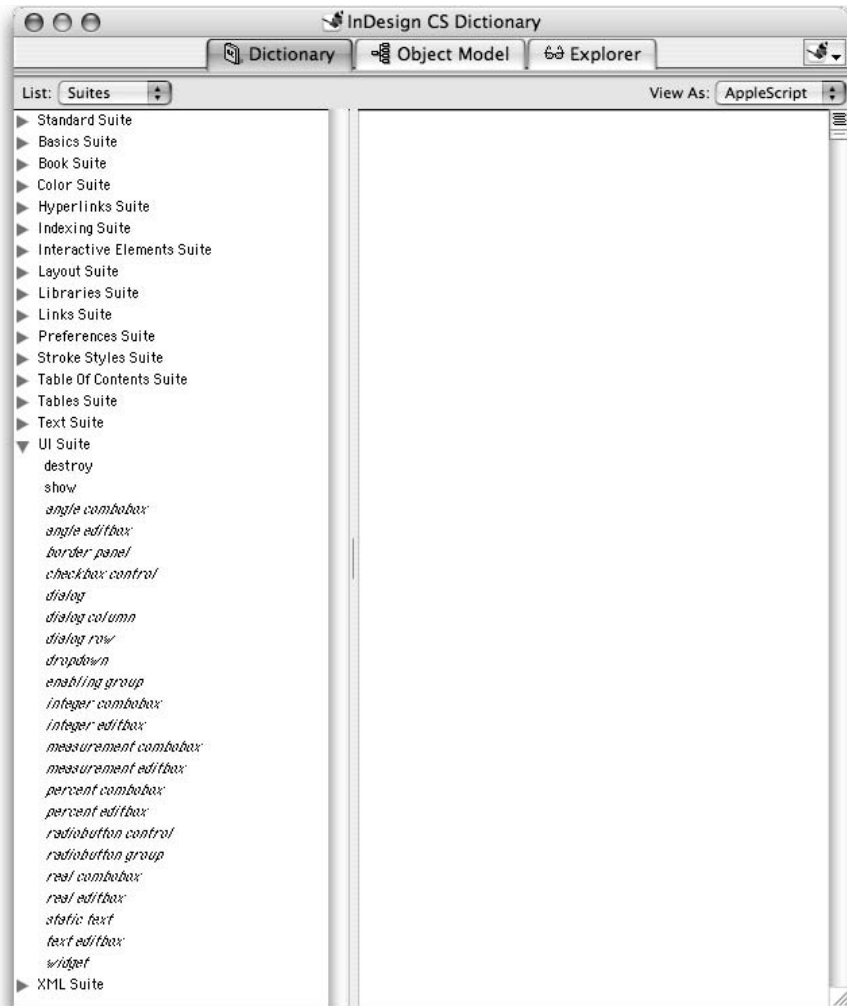 InDesign CS Dictionary
Dictionary Object Model Explorer
List: Suites View As: AppleScript
Standard Suite
Basics Suite
Book Suite
Color Suite
Hyperlinks Suite
Indexing Suite
Interactive Elements Suite
Layout Suite
Libraries Suite
Links Suite
Preferences Suite
Stroke Styles Suite
Table Of Contents Suite
Tables Suite
Text Suite
UI Suite
destroy
show
angle combobox
angle editbox
border panel
checkbox control
dialog
dialog column
dialog row
dropdown
enabling group
integer combobox
integer editbox
measurement combobox
measurement editbox
percent combobox
percent editbox
radiobutton control
radiobutton group
real combobox
real editbox
static text
text editbox
widget
XML Suite